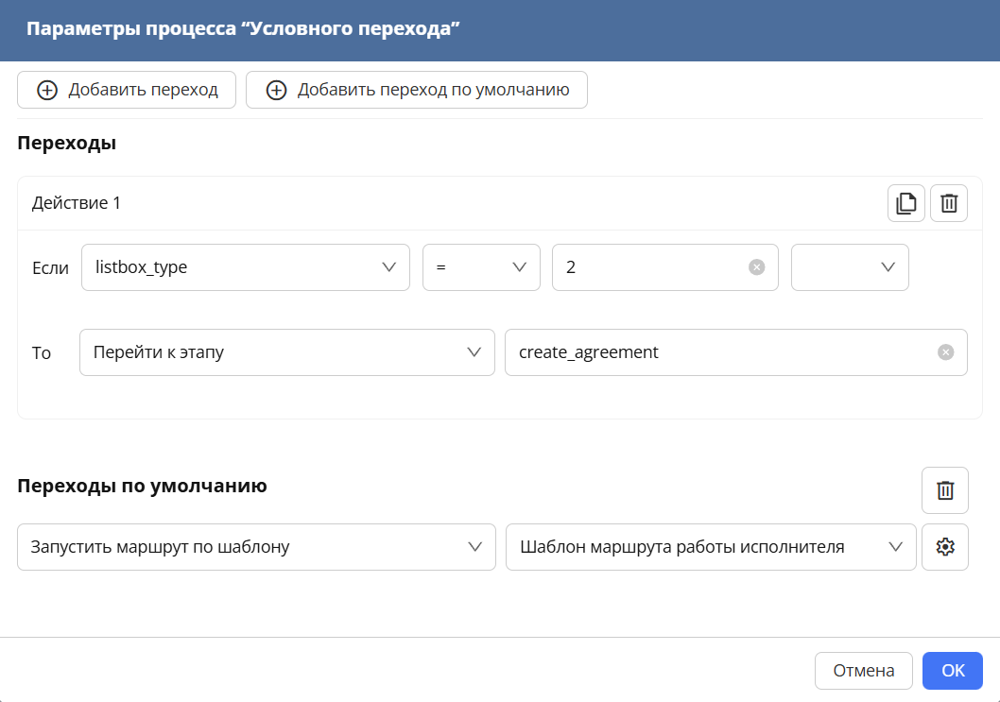 Параметры процесса “Условного перехода”
Добавить переход Добавить переход по умолчанию
Переходы
Действие 1
Если listbox_type = 2
То Перейти к этапу create_agreement
Переходы по умолчанию
Запустить маршрут по шаблону Шаблон маршрута работы исполнителя
Отмена OK